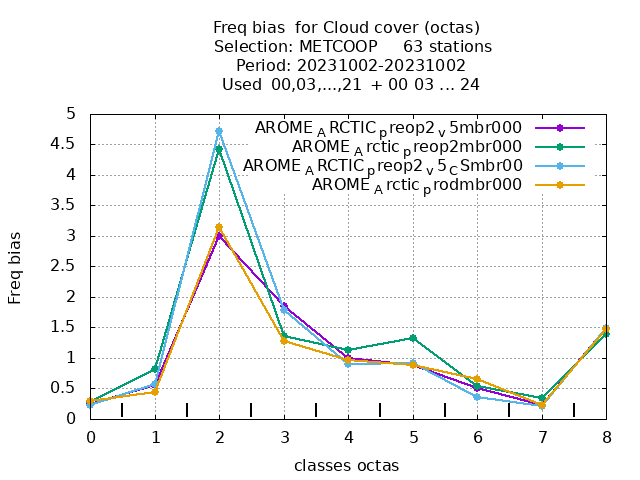 Freq bias  for Cloud cover (octas)
Selection: METCOOP     63 stations
Period: 20231002-20231002
Used  00,03,...,21  + 00 03 ... 24
AROME_ARCTIC_preop2_v5mbr000
AROME_Arctic_preop2mbr000
AROME_ARCTIC_preop2_v5_CSmbr00
AROME_Arctic_prodmbr000
5
4.5
4
3.5
3
2.5
2
1.5
1
0.5
0
Freq bias
0 1 2 3 4 5 6 7 8
classes octas